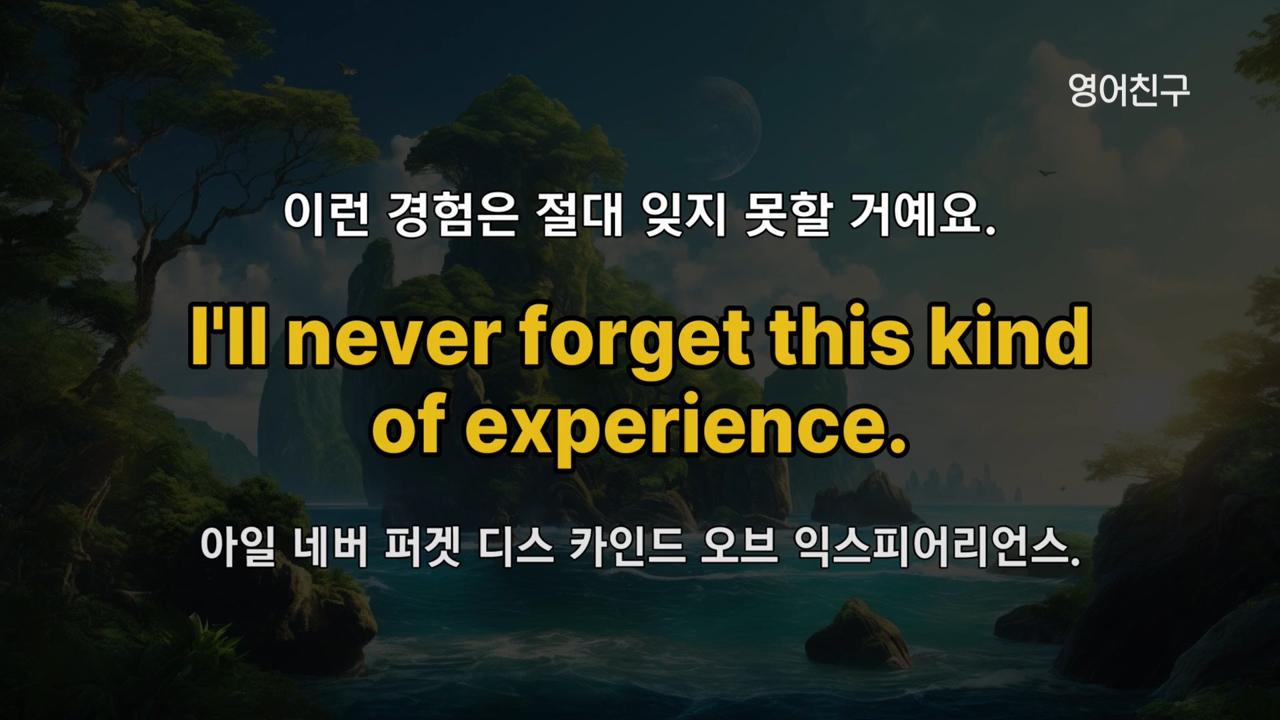 영어친구
이런 경험은 절대 잊지 못할 거예요.
I'll never forget this kind
of experience.
아일 네버 퍼겟 디스 카인드 오브 익스피어리언스.